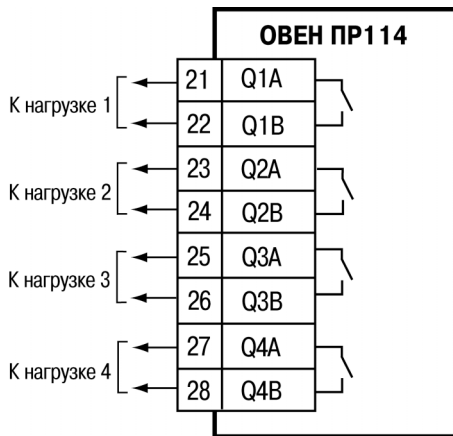 ОВЕН ПР114
К нагрузке 1
21 Q1A
22 Q1B
К нагрузке 2
23 Q2A
24 Q2B
К нагрузке 3
25 Q3A
26 Q3B
К нагрузке 4
27 Q4A
28 Q4B